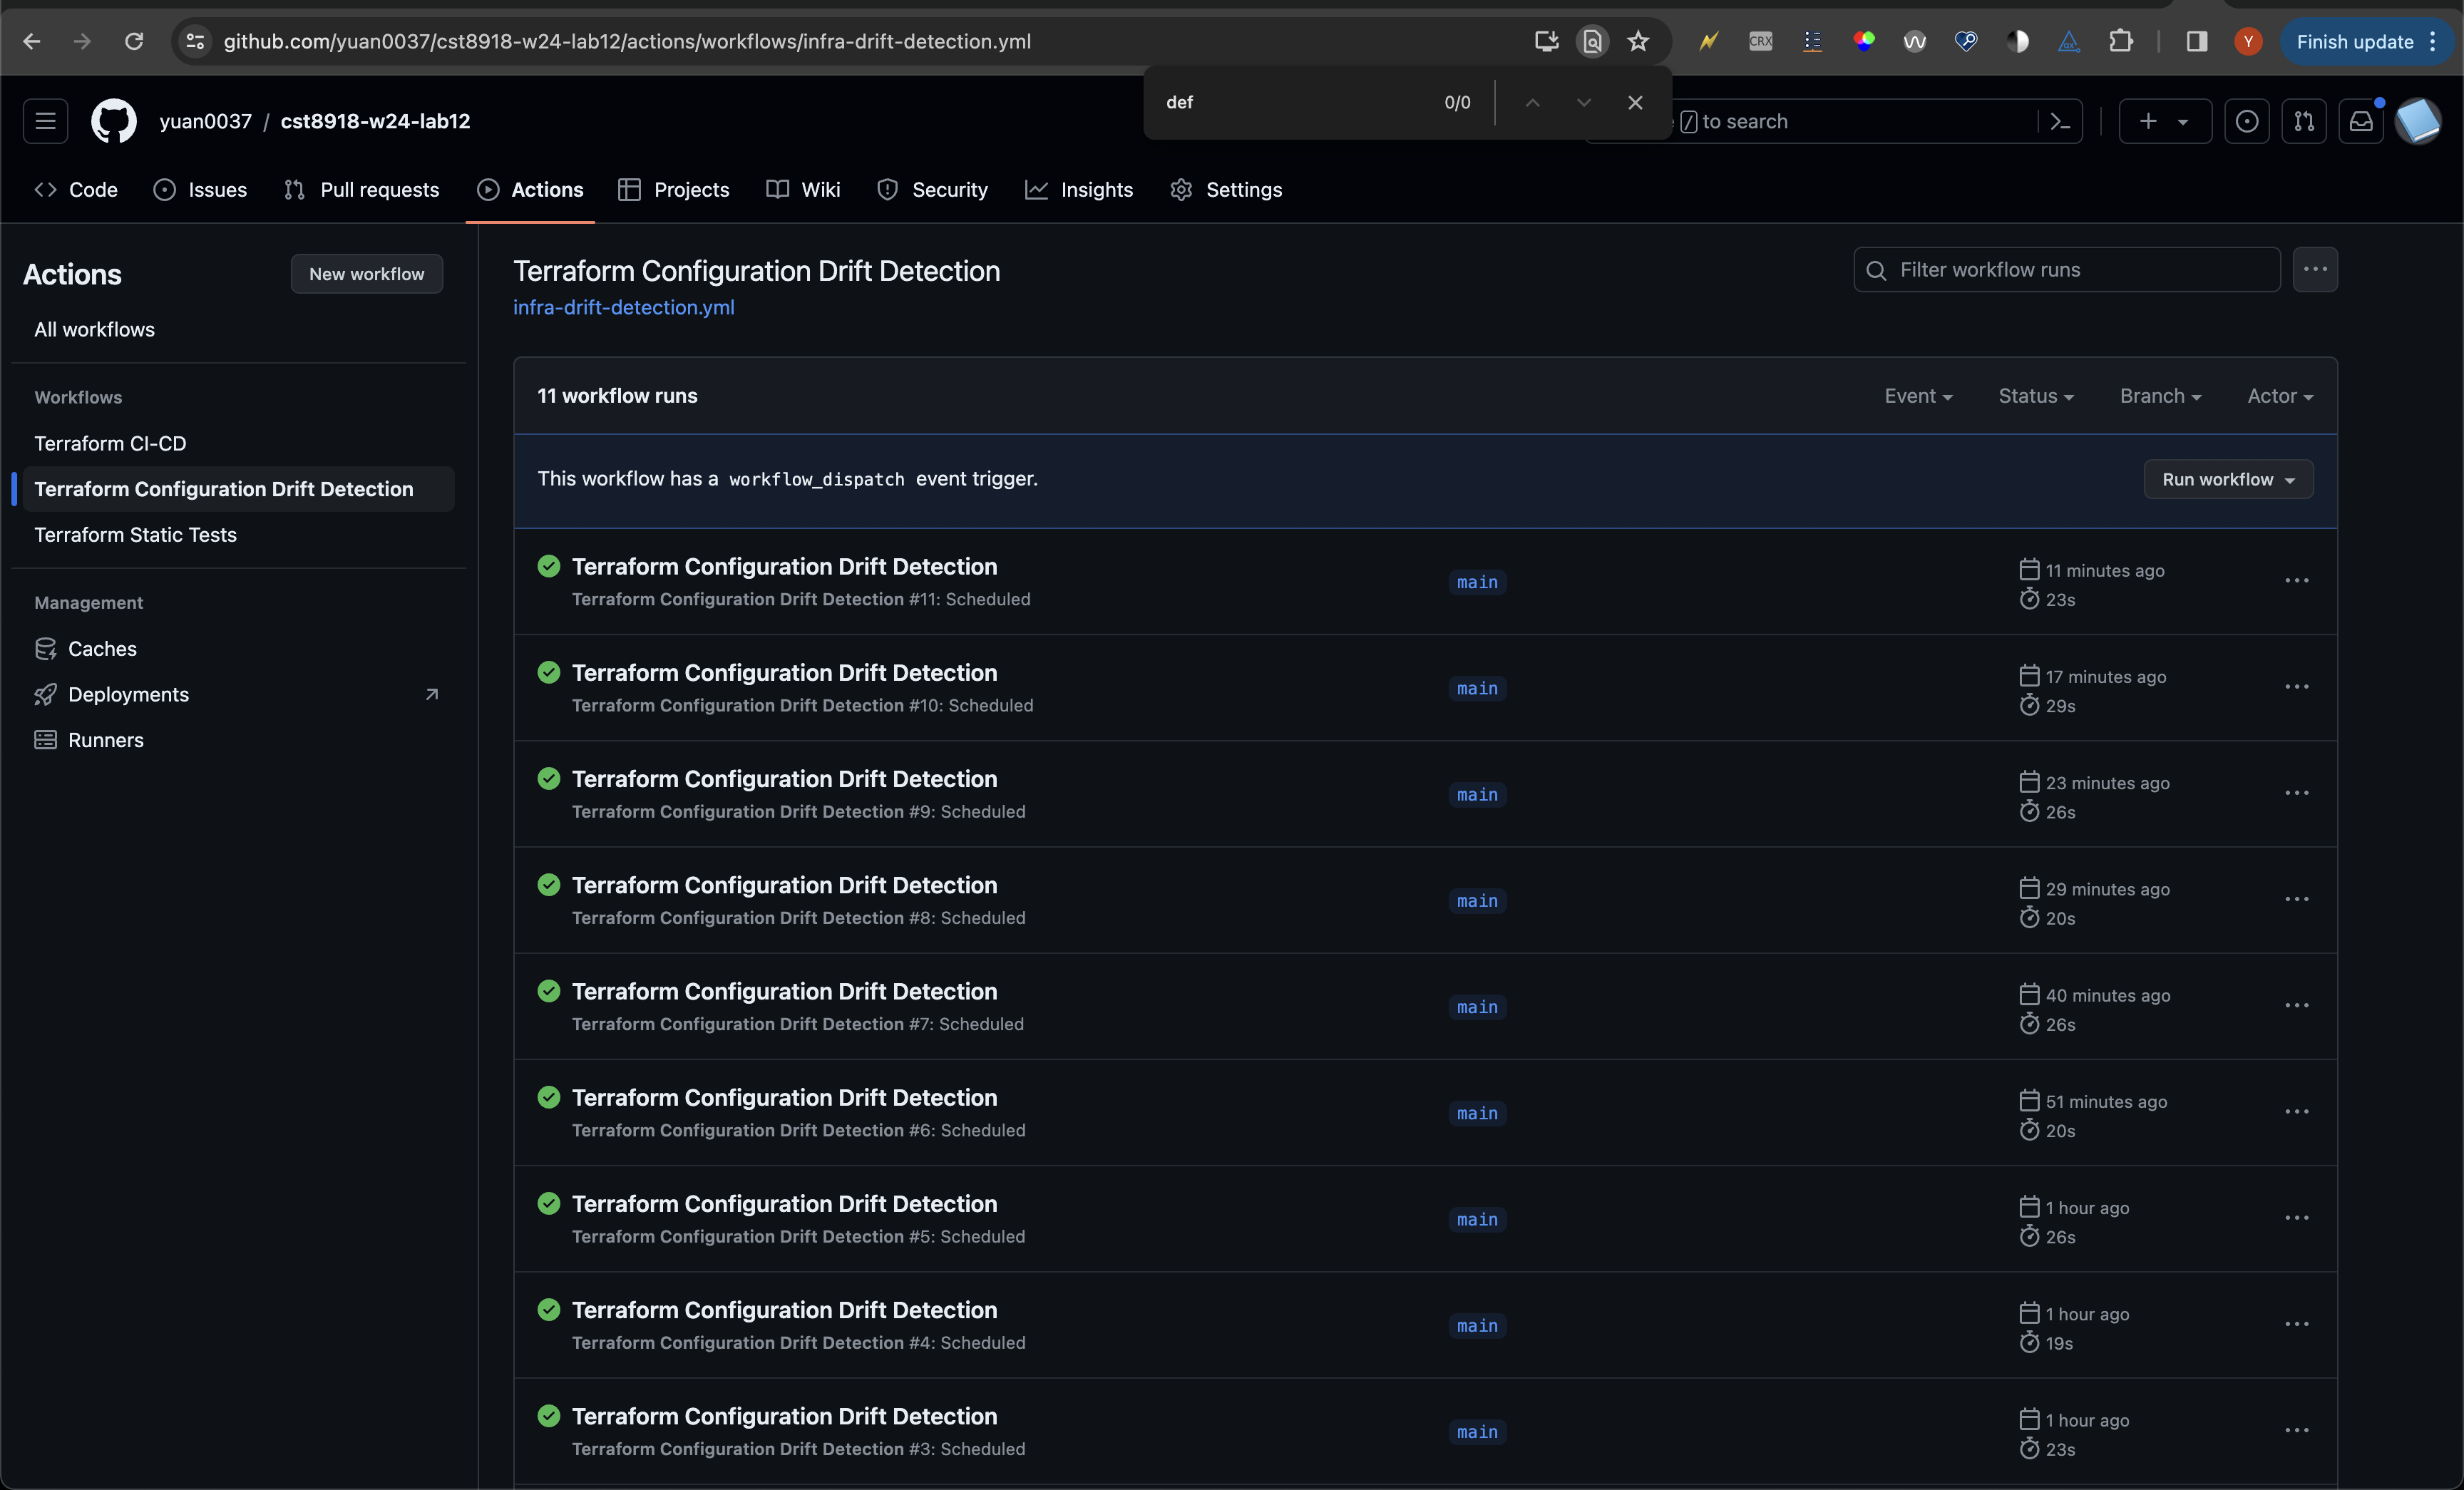 github.com/yuan0037/cst8918-w24-lab12/actions/workflows/infra-drift-detection.yml
CRX
Y
Finish update
def
0/0
yuan0037 / cst8918-w24-lab12
/ to search
Code
Issues
Pull requests
Actions
Projects
Wiki
Security
Insights
Settings
Actions
New workflow
All workflows
Workflows
Terraform CI-CD
Terraform Configuration Drift Detection
Terraform Static Tests
Management
Caches
Deployments
Runners
Terraform Configuration Drift Detection
infra-drift-detection.yml
Filter workflow runs
11 workflow runs
Event
Status
Branch
Actor
This workflow has a workflow_dispatch event trigger.
Run workflow
Terraform Configuration Drift Detection
Terraform Configuration Drift Detection #11: Scheduled
main
11 minutes ago
23s
Terraform Configuration Drift Detection
Terraform Configuration Drift Detection #10: Scheduled
main
17 minutes ago
29s
Terraform Configuration Drift Detection
Terraform Configuration Drift Detection #9: Scheduled
main
23 minutes ago
26s
Terraform Configuration Drift Detection
Terraform Configuration Drift Detection #8: Scheduled
main
29 minutes ago
20s
Terraform Configuration Drift Detection
Terraform Configuration Drift Detection #7: Scheduled
main
40 minutes ago
26s
Terraform Configuration Drift Detection
Terraform Configuration Drift Detection #6: Scheduled
main
51 minutes ago
20s
Terraform Configuration Drift Detection
Terraform Configuration Drift Detection #5: Scheduled
main
1 hour ago
26s
Terraform Configuration Drift Detection
Terraform Configuration Drift Detection #4: Scheduled
main
1 hour ago
19s
Terraform Configuration Drift Detection
Terraform Configuration Drift Detection #3: Scheduled
main
1 hour ago
23s